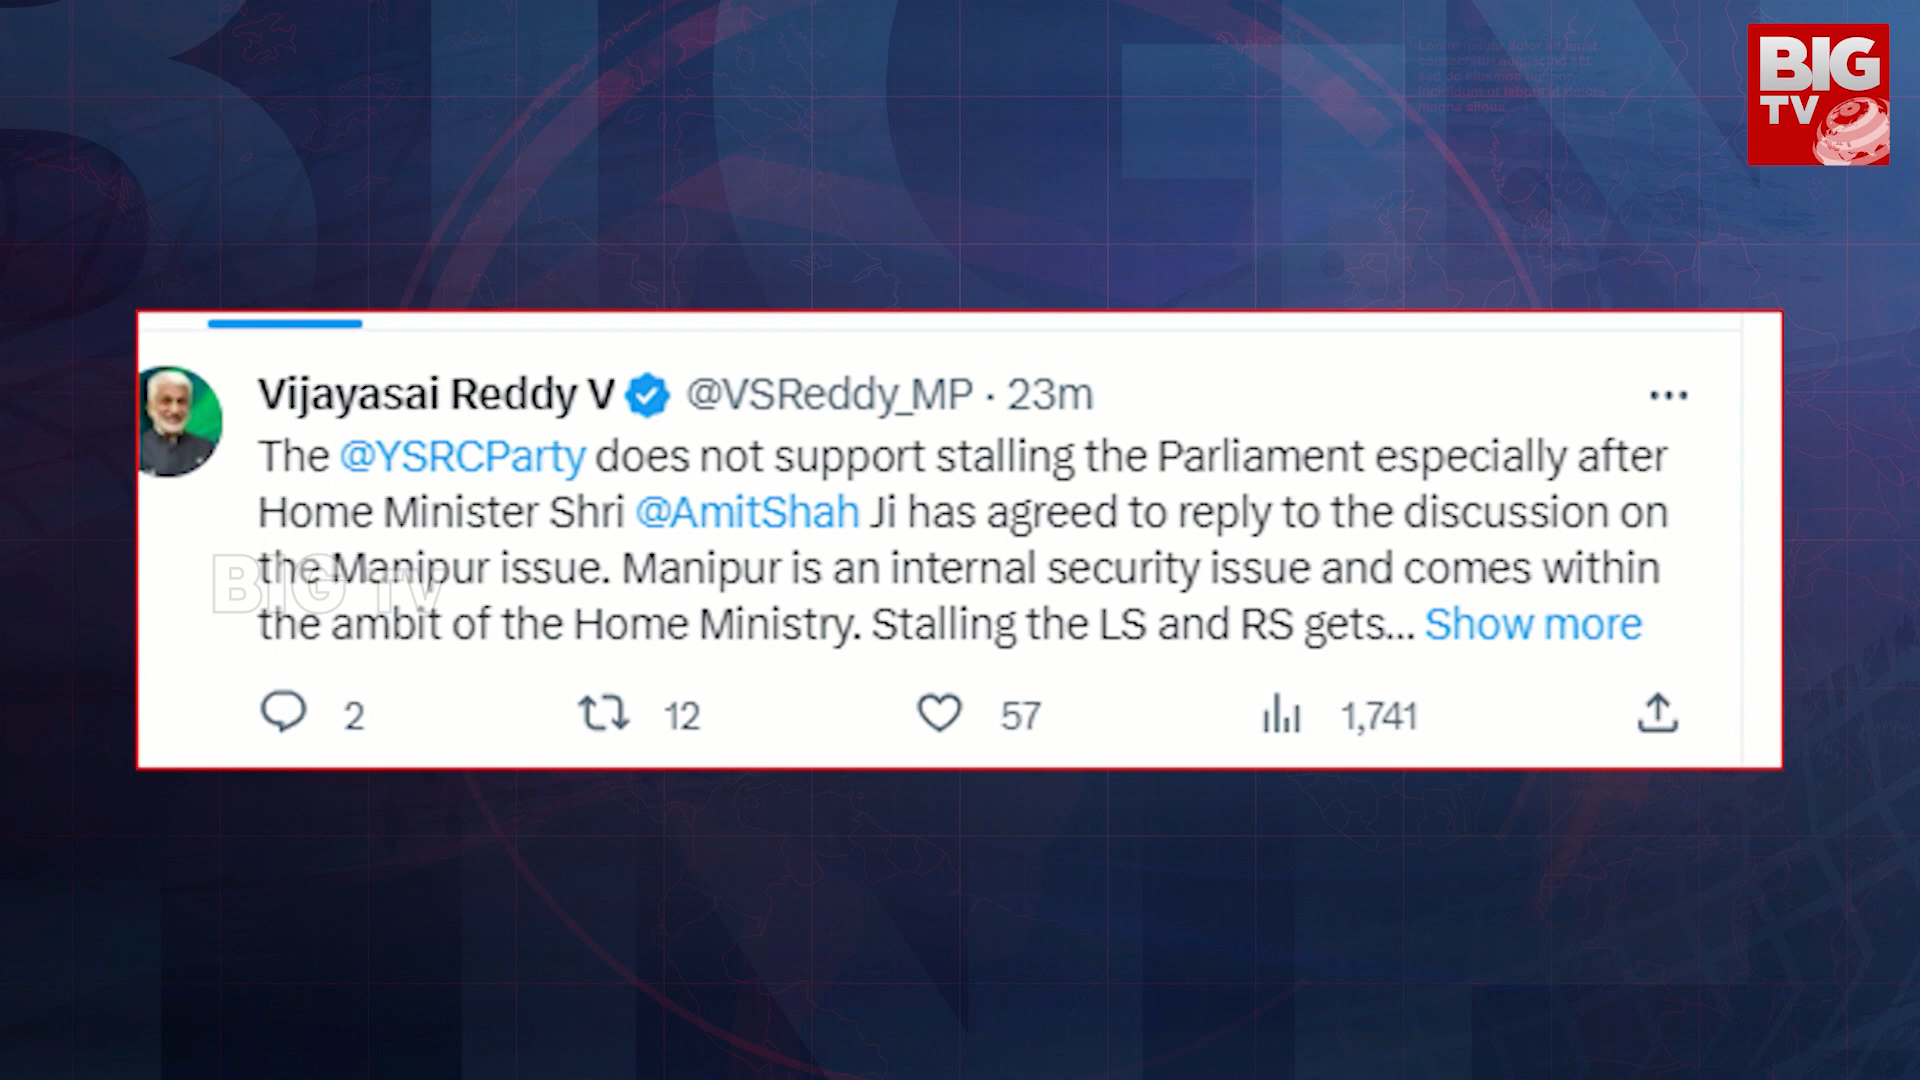 BIG
TV
Vijayasai Reddy V @VSReddy_MP · 23m
The @YSRCParty does not support stalling the Parliament especially after
Home Minister Shri @AmitShah Ji has agreed to reply to the discussion on
the Manipur issue. Manipur is an internal security issue and comes within
the ambit of the Home Ministry. Stalling the LS and RS gets... Show more
BIG TV
2 12 57 1,741